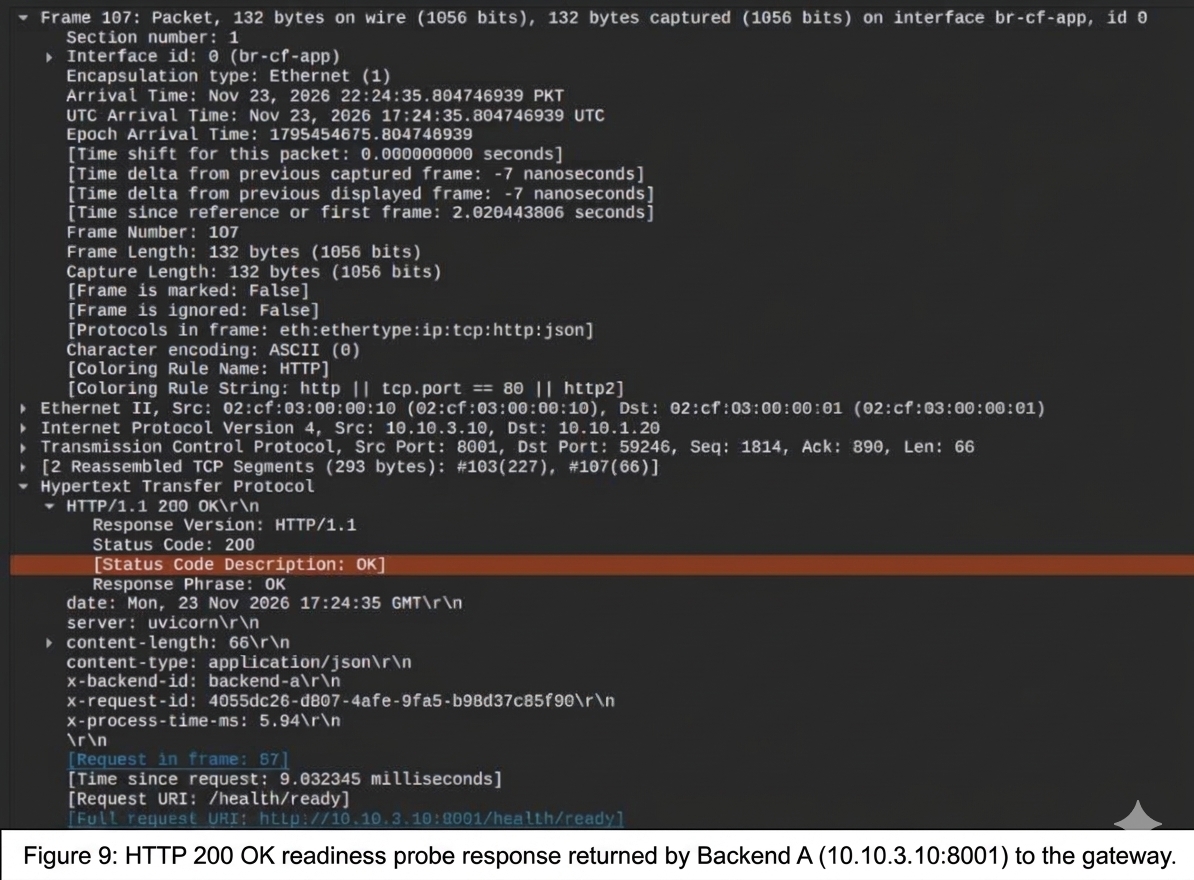 Frame 107: Packet, 132 bytes on wire (1056 bits), 132 bytes captured (1056 bits) on interface br-cf-app, id 0
Section number: 1
Interface id: 0 (br-cf-app)
Encapsulation type: Ethernet (1)
Arrival Time: Nov 23, 2026 22:24:35.804746939 PKT
UTC Arrival Time: Nov 23, 2026 17:24:35.804746939 UTC
Epoch Arrival Time: 1795454675.804746939
[Time shift for this packet: 0.000000000 seconds]
[Time delta from previous captured frame: -7 nanoseconds]
[Time delta from previous displayed frame: -7 nanoseconds]
[Time since reference or first frame: 2.020443806 seconds]
Frame Number: 107
Frame Length: 132 bytes (1056 bits)
Capture Length: 132 bytes (1056 bits)
[Frame is marked: False]
[Frame is ignored: False]
[Protocols in frame: eth:ethertype:ip:tcp:http:json]
Character encoding: ASCII (0)
[Coloring Rule Name: HTTP]
[Coloring Rule String: http || tcp.port == 80 || http2]
Ethernet II, Src: 02:cf:03:00:00:10 (02:cf:03:00:00:10), Dst: 02:cf:03:00:00:01 (02:cf:03:00:00:01)
Internet Protocol Version 4, Src: 10.10.3.10, Dst: 10.10.1.20
Transmission Control Protocol, Src Port: 8001, Dst Port: 59246, Seq: 1814, Ack: 890, Len: 66
[2 Reassembled TCP Segments (293 bytes): #103(227), #107(66)]
Hypertext Transfer Protocol
HTTP/1.1 200 OK\r\n
Response Version: HTTP/1.1
Status Code: 200
[Status Code Description: OK]
Response Phrase: OK
date: Mon, 23 Nov 2026 17:24:35 GMT\r\n
server: uvicorn\r\n
content-length: 66\r\n
content-type: application/json\r\n
x-backend-id: backend-a\r\n
x-request-id: 4055dc26-d807-4afe-9fa5-b98d37c85f90\r\n
x-process-time-ms: 5.94\r\n
\r\n
[Request in frame: 57]
[Time since request: 9.032345 milliseconds]
[Request URI: /health/ready]
[Full request URI: http://10.10.3.10:8001/health/ready]
Figure 9: HTTP 200 OK readiness probe response returned by Backend A (10.10.3.10:8001) to the gateway.